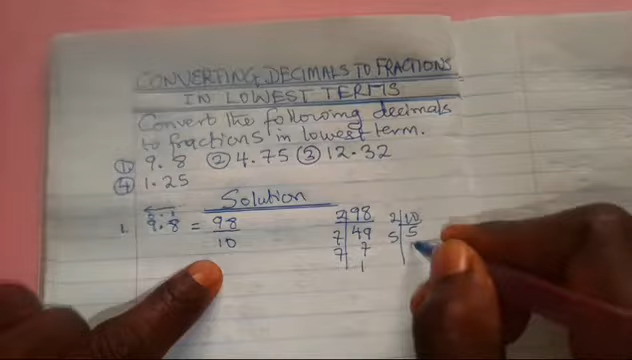 CONVERTING DECIMALS TO FRACTIONS
IN LOWEST TERMS
Convert the following decimals
to fractions in lowest term.
① 9.8 ② 4.75 ③ 12.32
④ 1.25
Solution
1. 9.8 = 98
10
2 98
7 49
7 7
1
2 10
5 5